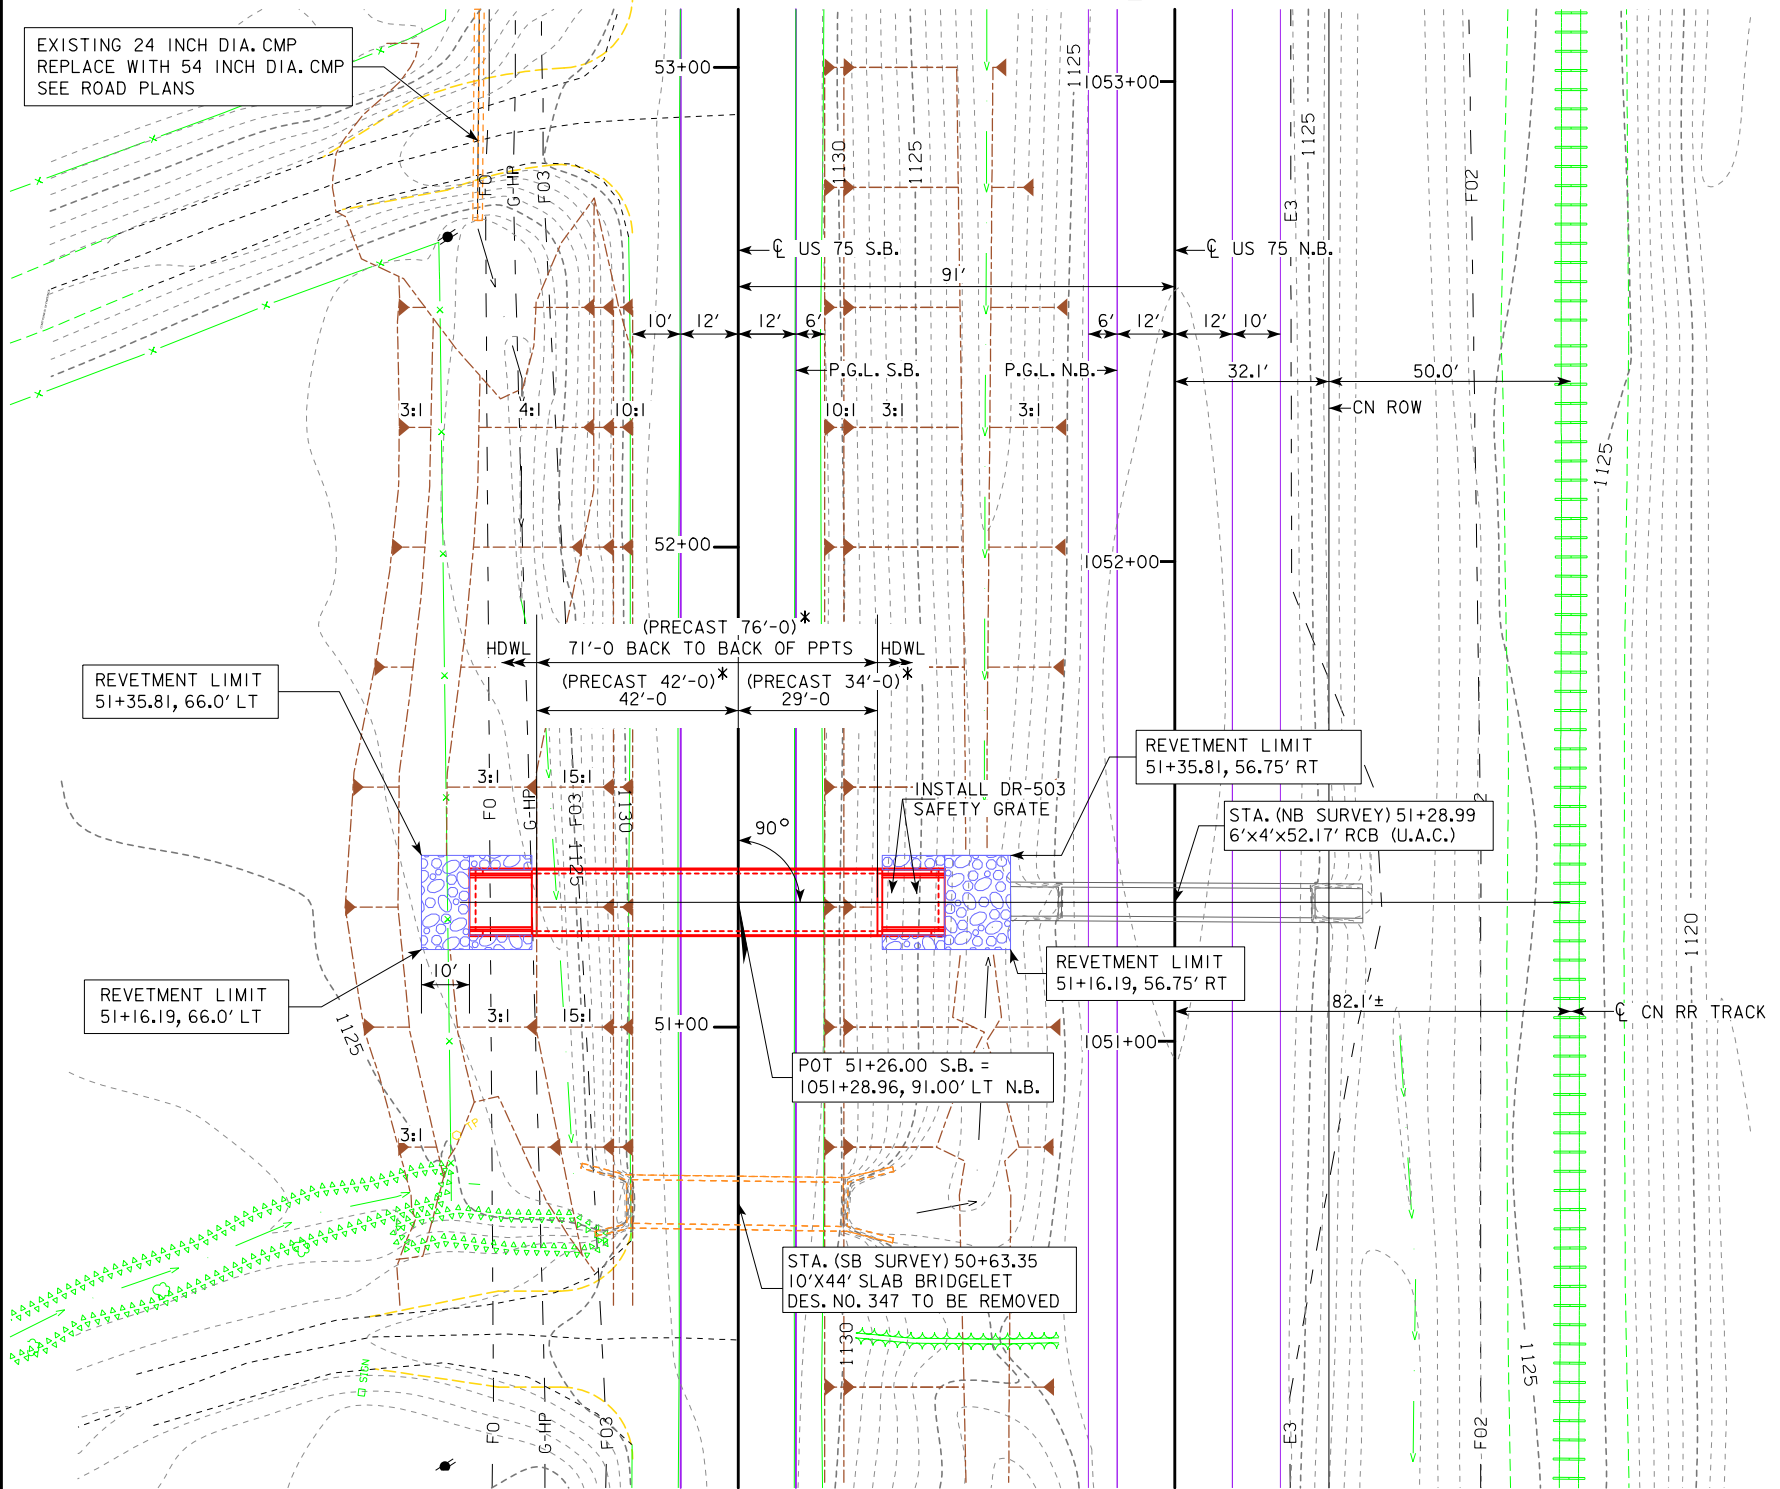 EXISTING 24 INCH DIA. CMP
REPLACE WITH 54 INCH DIA. CMP
SEE ROAD PLANS
53+00
1053+00
1125
1130
1125
1125
FO
G-HP
FO3
E3
FO2
℄ US 75 S.B.
℄ US 75 N.B.
91'
10'
12'
12'
6'
6'
12'
12'
10'
P.G.L. S.B.
P.G.L. N.B.
32.1'
50.0'
CN ROW
3:1
4:1
10:1
10:1
3:1
3:1
1125
52+00
1052+00
(PRECAST 76'-0)*
HDWL
71'-0 BACK TO BACK OF PPTS
HDWL
(PRECAST 42'-0)*
(PRECAST 34'-0)*
42'-0
29'-0
REVETMENT LIMIT
51+35.81, 66.0' LT
REVETMENT LIMIT
51+35.81, 56.75' RT
3:1
15:1
FO
G-HP
FO3
1125
1130
INSTALL DR-503
SAFETY GRATE
90°
STA. (NB SURVEY) 51+28.99
6'x4'x52.17' RCB (U.A.C.)
1120
REVETMENT LIMIT
51+16.19, 66.0' LT
10'
REVETMENT LIMIT
51+16.19, 56.75' RT
82.1'±
℄ CN RR TRACK
3:1
15:1
1125
51+00
1051+00
POT 51+26.00 S.B. =
1051+28.96, 91.00' LT N.B.
3:1
TP
STA. (SB SURVEY) 50+63.35
10'X44' SLAB BRIDGELET
DES. NO. 347 TO BE REMOVED
1130
1125
SIGN
FO
G-HP
FO3
E3
FO2